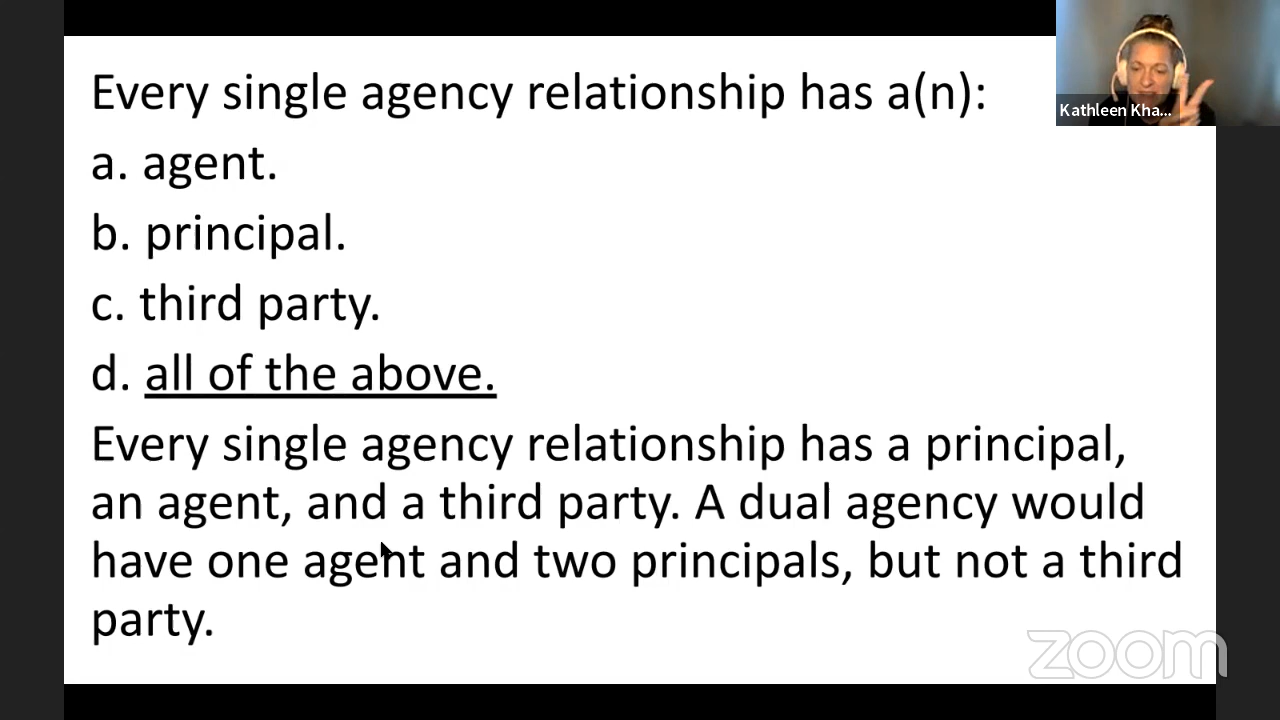 Every single agency relationship has a(n):
a. agent.
b. principal.
c. third party.
d. all of the above.
Every single agency relationship has a principal,
an agent, and a third party. A dual agency would
have one agent and two principals, but not a third
party.
Kathleen Kha...
zoom